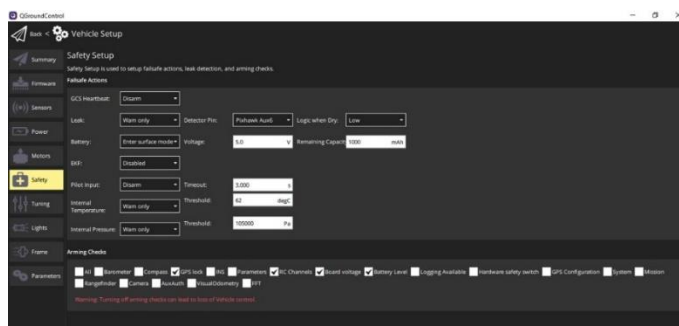 QGroundControl
Back < Vehicle Setup
Summary
Firmware
Sensors
Power
Motors
Safety
Tuning
Lights
Frame
Parameters
Safety Setup
Safety Setup is used to setup failsafe actions, leak detection, and arming checks.
Failsafe Actions
GCS Heartbeat: Disarm
Leak: Warn only Detector Pin: Pixhawk Aux6 Logic when Dry: Low
Battery: Enter surface mode Voltage: 5.0 V Remaining Capacit 1000 mAh
EKF: Disabled
Pilot Input: Disarm Timeout: 3.000 s
Internal Temperature: Warn only Threshold: 62 degC
Internal Pressure: Warn only Threshold: 105000 Pa
Arming Checks
All Barometer Compass GPS lock INS Parameters RC Channels Board voltage Battery Level Logging Available Hardware safety switch GPS Configuration System Mission
Rangefinder Camera AuxAuth VisualOdometry FFT
Warning: Turning off arming checks can lead to loss of Vehicle control.